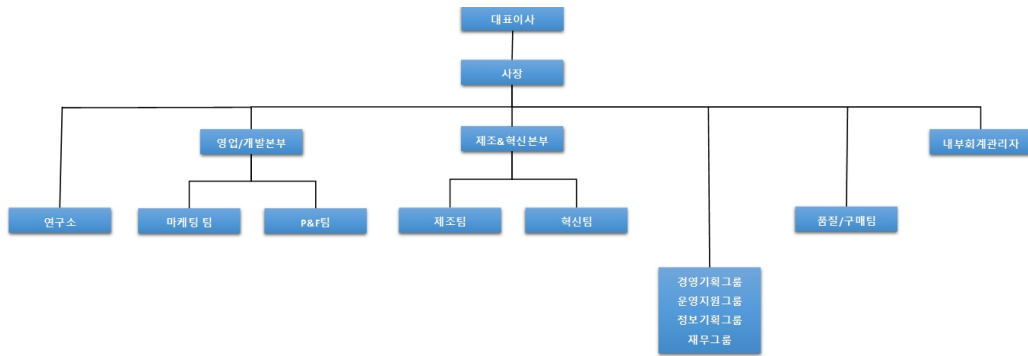 대표이사
사장
영업/개발본부
제조&혁신본부
내부회계관리자
연구소
마케팅 팀
P&F팀
제조팀
혁신팀
품질/구매팀
경영기획그룹
운영지원그룹
정보기획그룹
재무그룹